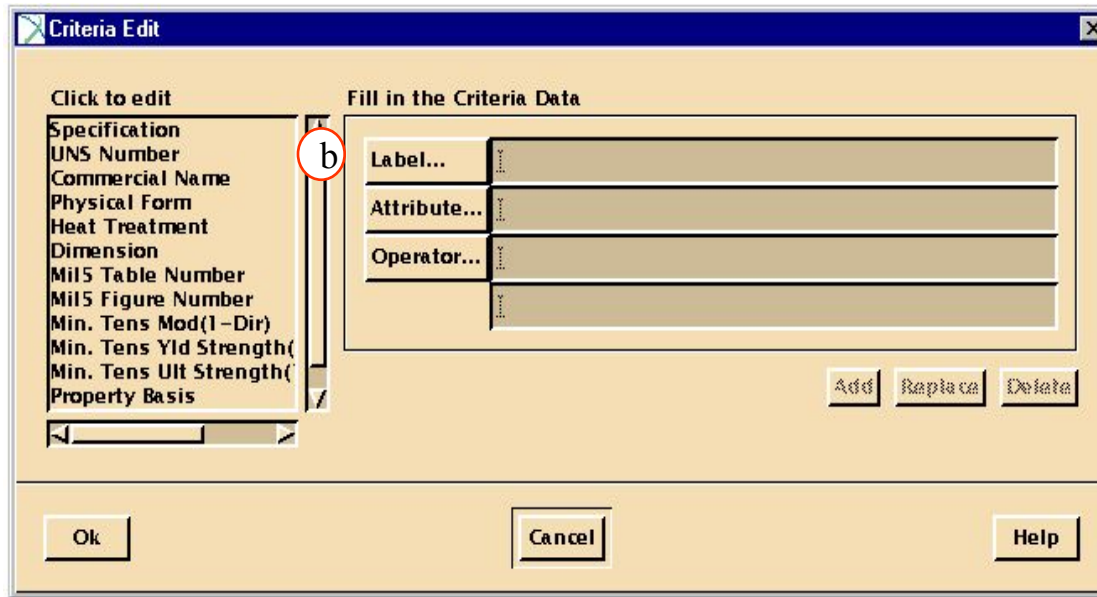 Criteria Edit
Click to edit
Specification
UNS Number
Commercial Name
Physical Form
Heat Treatment
Dimension
Mil5 Table Number
Mil5 Figure Number
Min. Tens Mod(1-Dir)
Min. Tens Yld Strength(
Min. Tens Ult Strength(
Property Basis
b
Fill in the Criteria Data
Label...
Attribute...
Operator...
Add Replace Delete
Ok Cancel Help